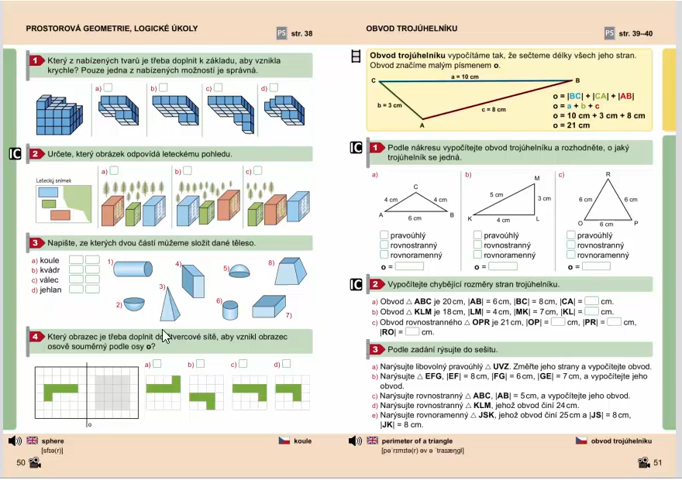 PROSTOROVÁ GEOMETRIE, LOGICKÉ ÚKOLY
PS str. 38
1 Který z nabízených tvarů je třeba doplnit k základu, aby vznikla
krychle? Pouze jedna z nabízených možností je správná.
a) b) c) d)
IC
2 Určete, který obrázek odpovídá leteckému pohledu.
Letecký snímek
a) b) c)
3 Napište, ze kterých dvou částí můžeme složit dané těleso.
a) koule
b) kvádr
c) válec
d) jehlan
1) 4) 5) 8)
2) 3) 6) 7)
4 Který obrazec je třeba doplnit do čtvercové sítě, aby vznikl obrazec
osově souměrný podle osy o?
a) b) c) d)
o
sphere
koule
50
OBVOD TROJÚHELNÍKU
PS str. 39–40
Obvod trojúhelníku vypočítáme tak, že sečteme délky všech jeho stran.
Obvod značíme malým písmenem o.
a = 10 cm
C B
b = 3 cm
c = 8 cm
A
o = |BC| + |CA| + |AB|
o = a + b + c
o = 10 cm + 3 cm + 8 cm
o = 21 cm
IC
1 Podle nákresu vypočítejte obvod trojúhelníku a rozhodněte, o jaký
trojúhelník se jedná.
a) b) c)
C
4 cm 4 cm
A B
6 cm
M
5 cm
3 cm
K L
4 cm
R
6 cm 6 cm
O P
6 cm
pravoúhlý pravoúhlý pravoúhlý
rovnostranný rovnostranný rovnostranný
rovnoramenný rovnoramenný rovnoramenný
o = o = o =
IC
2 Vypočítejte chybějící rozměry stran trojúhelníku.
a) Obvod △ ABC je 20 cm, |AB| = 6 cm, |BC| = 8 cm, |CA| = cm.
b) Obvod △ KLM je 18 cm, |LM| = 4 cm, |MK| = 7 cm, |KL| = cm.
c) Obvod rovnostranného △ OPR je 21 cm, |OP| = cm, |PR| = cm,
|RO| = cm.
3 Podle zadání rýsujte do sešitu.
a) Narýsujte libovolný pravoúhlý △ UVZ. Změřte jeho strany a vypočítejte obvod.
b) Narýsujte △ EFG, |EF| = 8 cm, |FG| = 6 cm, |GE| = 7 cm, a vypočítejte jeho
obvod.
c) Narýsujte rovnostranný △ ABC, |AB| = 5 cm, a vypočítejte jeho obvod.
d) Narýsujte rovnostranný △ KLM, jehož obvod činí 24 cm.
e) Narýsujte rovnoramenný △ JSK, jehož obvod činí 25 cm a |JS| = 8 cm,
|JK| = 8 cm.
perimeter of a triangle
obvod trojúhelníku
51